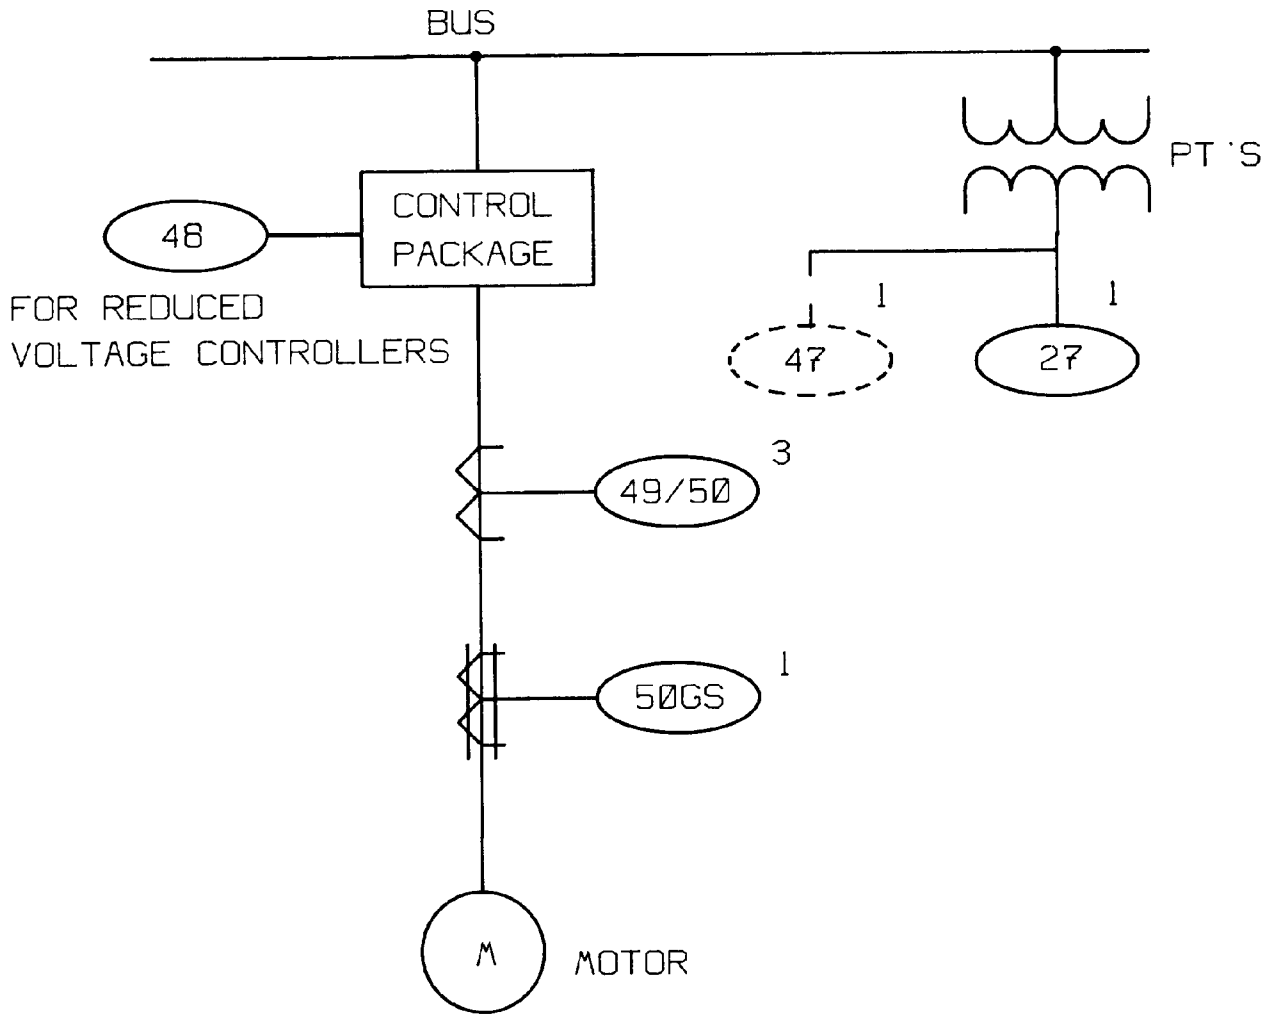 BUS
PT'S
CONTROL
PACKAGE
48
FOR REDUCED
VOLTAGE CONTROLLERS
1
1
47
27
3
49/50
1
50GS
M
MOTOR